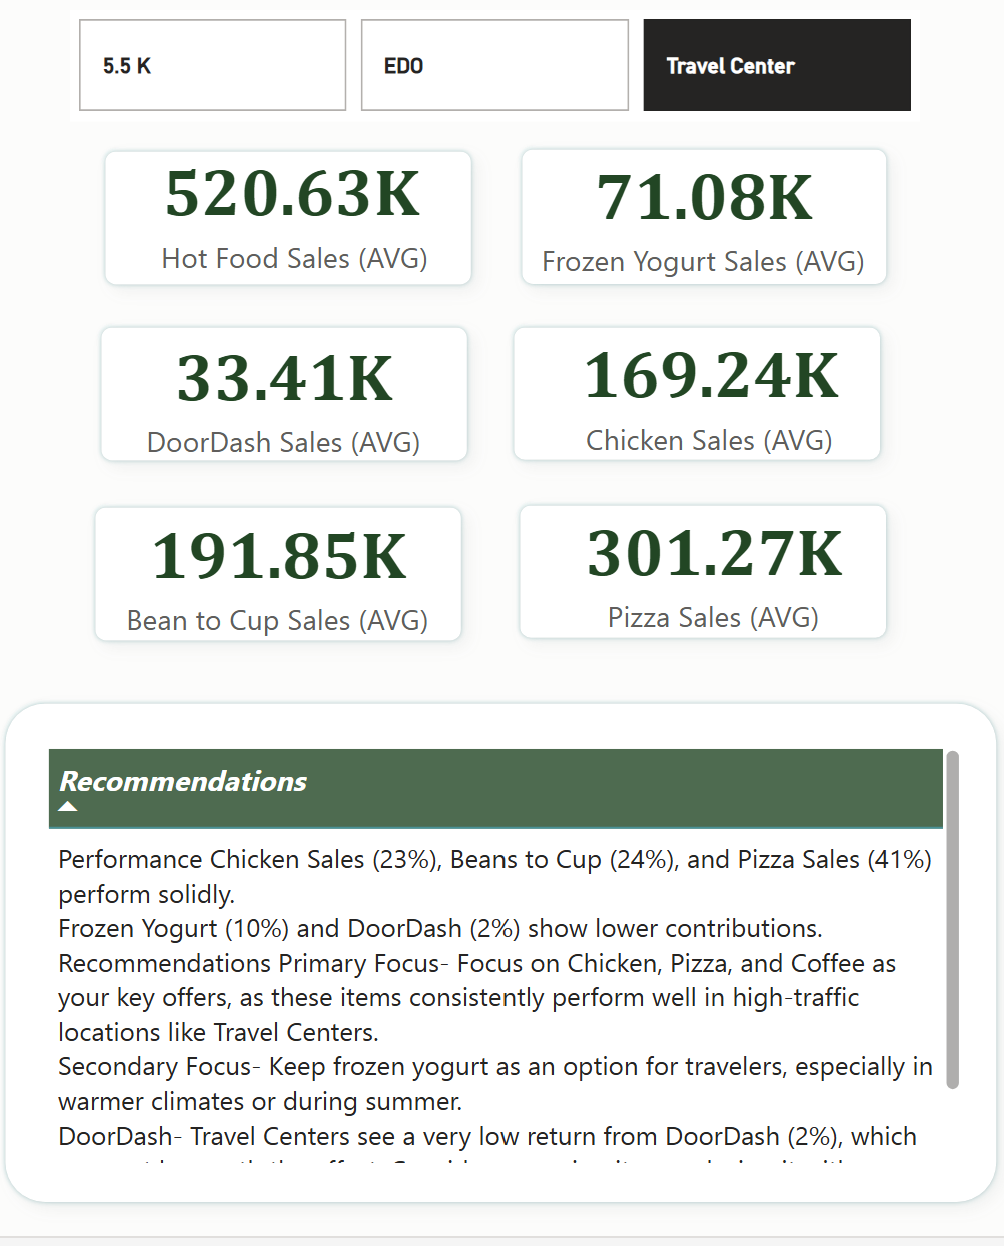 5.5 K
EDO
Travel Center
520.63K
Hot Food Sales (AVG)
71.08K
Frozen Yogurt Sales (AVG)
33.41K
DoorDash Sales (AVG)
169.24K
Chicken Sales (AVG)
191.85K
Bean to Cup Sales (AVG)
301.27K
Pizza Sales (AVG)
Recommendations
Performance Chicken Sales (23%), Beans to Cup (24%), and Pizza Sales (41%)
perform solidly.
Frozen Yogurt (10%) and DoorDash (2%) show lower contributions.
Recommendations Primary Focus- Focus on Chicken, Pizza, and Coffee as
your key offers, as these items consistently perform well in high-traffic
locations like Travel Centers.
Secondary Focus- Keep frozen yogurt as an option for travelers, especially in
warmer climates or during summer.
DoorDash- Travel Centers see a very low return from DoorDash (2%), which